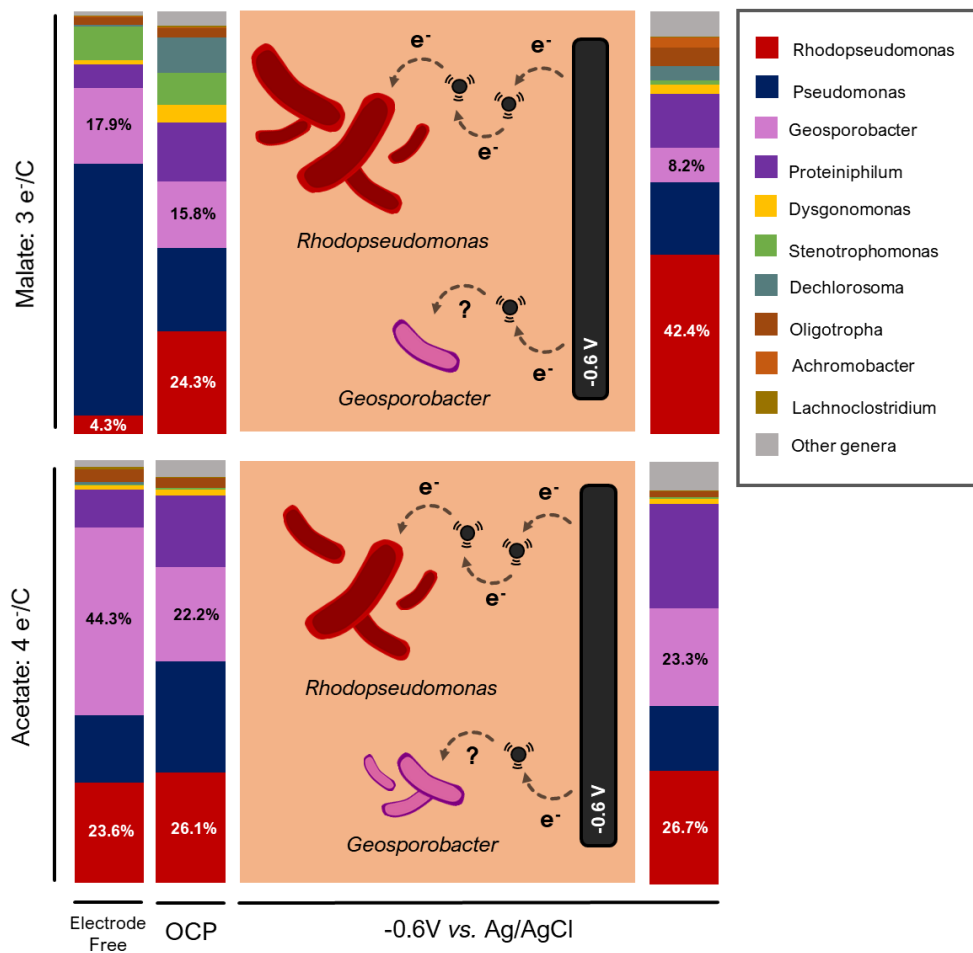 Malate: 3 e⁻/C
17.9%
4.3%
15.8%
24.3%
e⁻
e⁻
e⁻
Rhodopseudomonas
?
e⁻
Geosporobacter
-0.6 V
8.2%
42.4%
Rhodopseudomonas
Pseudomonas
Geosporobacter
Proteiniphilum
Dysgonomonas
Stenotrophomonas
Dechlorosoma
Oligotropha
Achromobacter
Lachnoclostridium
Other genera
Acetate: 4 e⁻/C
44.3%
23.6%
22.2%
26.1%
e⁻
e⁻
e⁻
Rhodopseudomonas
?
e⁻
Geosporobacter
-0.6 V
23.3%
26.7%
Electrode
Free
OCP
-0.6V vs. Ag/AgCl